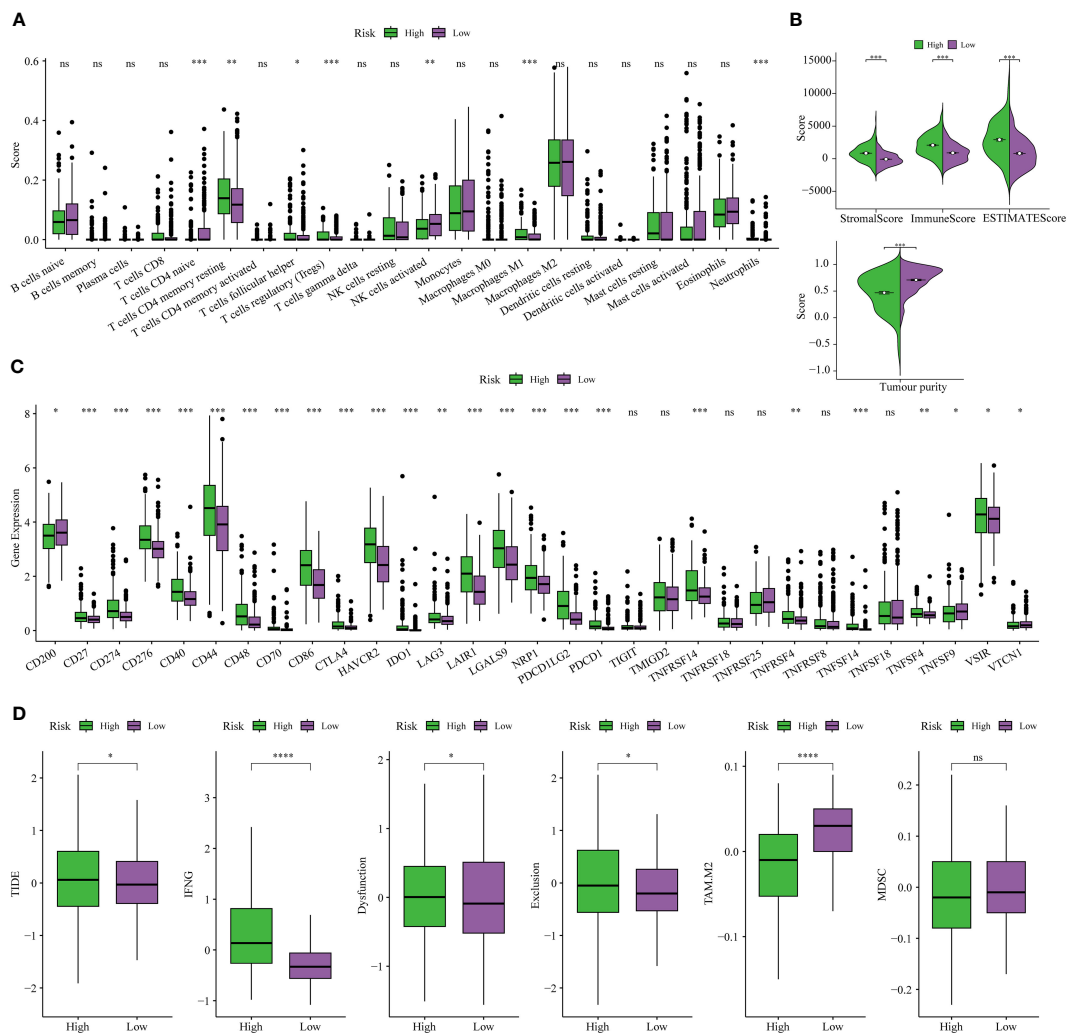 A
Risk High Low
ns ns ns ns *** ** ns * *** ns ns ** ns ns *** ns ns ns ns ns ns ***
Score
0.6
0.4
0.2
0.0
B cells naive
B cells memory
Plasma cells
T cells CD8
T cells CD4 naive
T cells CD4 memory resting
T cells CD4 memory activated
T cells follicular helper
T cells regulatory (Tregs)
T cells gamma delta
NK cells resting
NK cells activated
Monocytes
Macrophages M0
Macrophages M1
Macrophages M2
Dendritic cells resting
Dendritic cells activated
Mast cells resting
Mast cells activated
Eosinophils
Neutrophils
B
High Low
*** *** ***
Score
15000
10000
5000
0
−5000
StromalScore ImmuneScore ESTIMATEScore
***
Score
1.0
0.5
0.0
−0.5
−1.0
Tumour purity
C
Risk High Low
* *** *** *** *** *** *** *** *** *** *** *** ** *** *** *** *** *** ns ns *** ns ns ** ns *** ns ** * * *
Gene Expression
8
6
4
2
0
CD200
CD27
CD274
CD276
CD40
CD44
CD48
CD70
CD86
CTLA4
HAVCR2
IDO1
LAG3
LAIR1
LGALS9
NRP1
PDCD1LG2
PDCD1
TIGIT
TMIGD2
TNFRSF14
TNFRSF18
TNFRSF25
TNFRSF4
TNFRSF8
TNFSF14
TNFSF18
TNFSF4
TNFSF9
VSIR
VTCN1
D
Risk High Low
*
TIDE
2
1
0
−1
−2
High Low
Risk High Low
****
IFNG
3
2
1
0
−1
High Low
Risk High Low
*
Dysfunction
1
0
−1
High Low
Risk High Low
*
Exclusion
2
1
0
−1
−2
High Low
Risk High Low
****
TAM.M2
0.1
0.0
−0.1
High Low
Risk High Low
ns
MDSC
0.2
0.1
−0.0
−0.1
−0.2
High Low